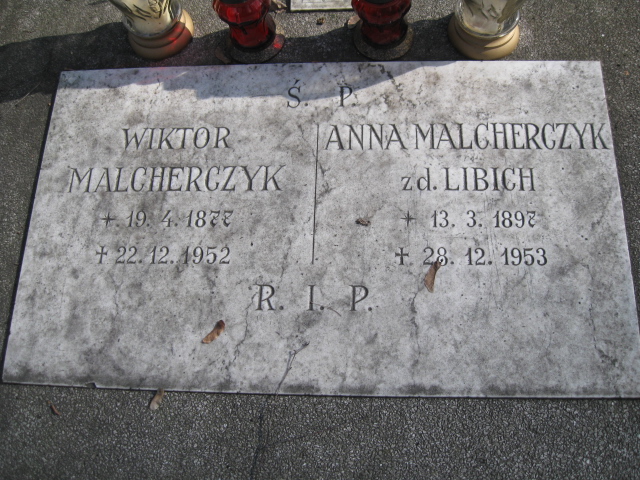 Ś. P.
WIKTOR
MALCHERCZYK
+ 19. 4. 1877
† 22. 12. 1952
ANNA MALCHERCZYK
zd. LIBICH
+ 13. 3. 1897
† 28. 12. 1953
R. I. P.